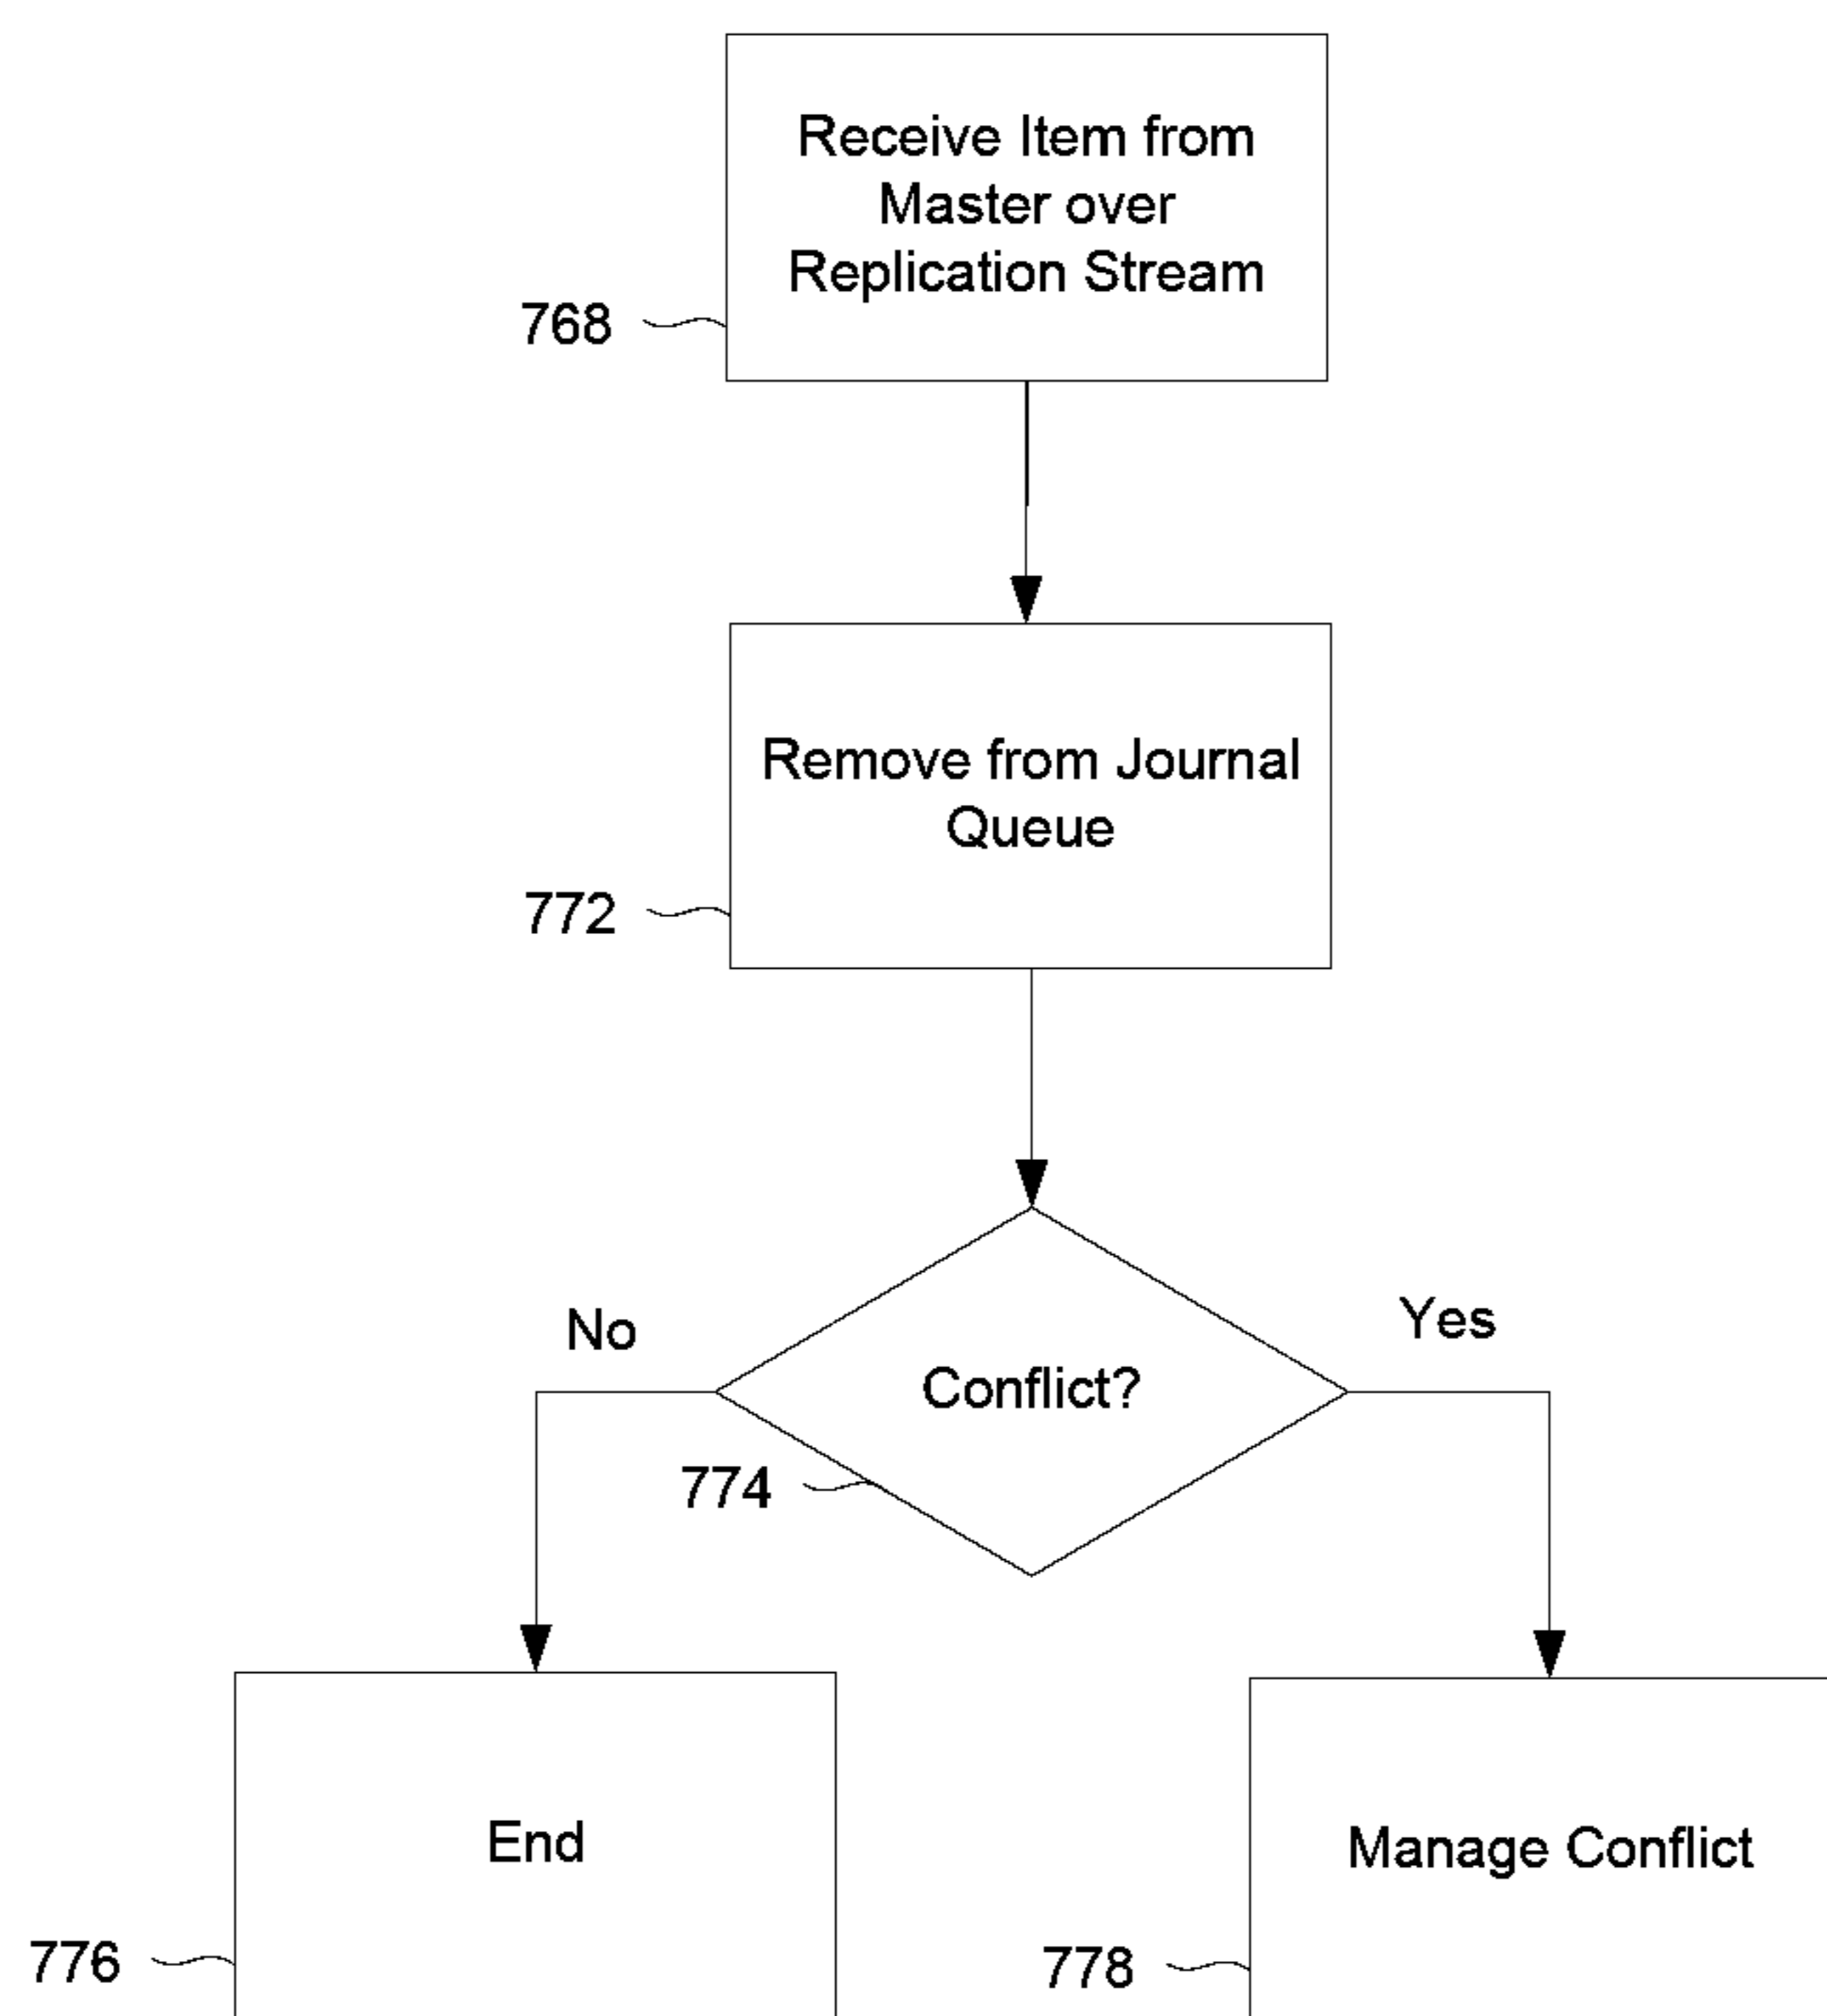 Receive Item from
Master over
Replication Stream
768
Remove from Journal
Queue
772
No
Yes
Conflict?
774
End
Manage Conflict
776
778